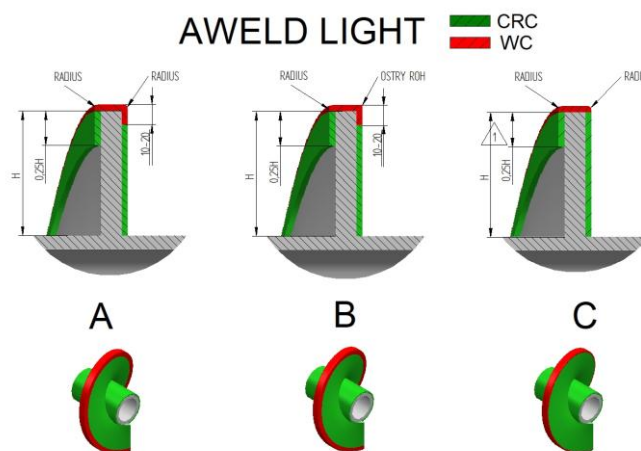 AWELD LIGHT
CRC
WC
RADIUS RADIUS
H
0,25H
10-20
RADIUS OSTRY ROH
H
0,25H
10-20
RADIUS RADI
H
1
0,25H
A B C